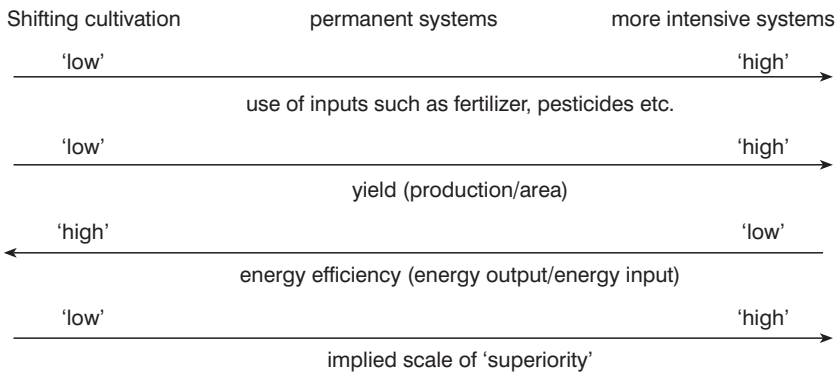 Shifting cultivation permanent systems more intensive systems
‘low’ ‘high’
use of inputs such as fertilizer, pesticides etc.
‘low’ ‘high’
yield (production/area)
‘high’ ‘low’
energy efficiency (energy output/energy input)
‘low’ ‘high’
implied scale of ‘superiority’